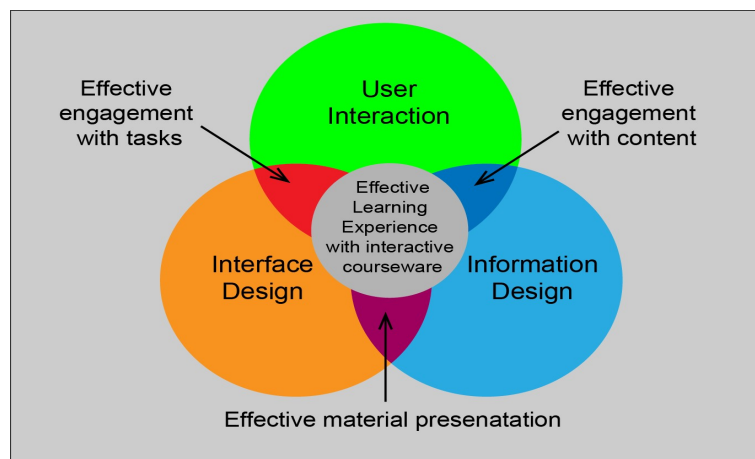 User
Interaction
Effective
engagement
with tasks
Effective
engagement
with content
Effective
Learning
Experience
with interactive
courseware
Interface
Design
Information
Design
Effective material presenatation